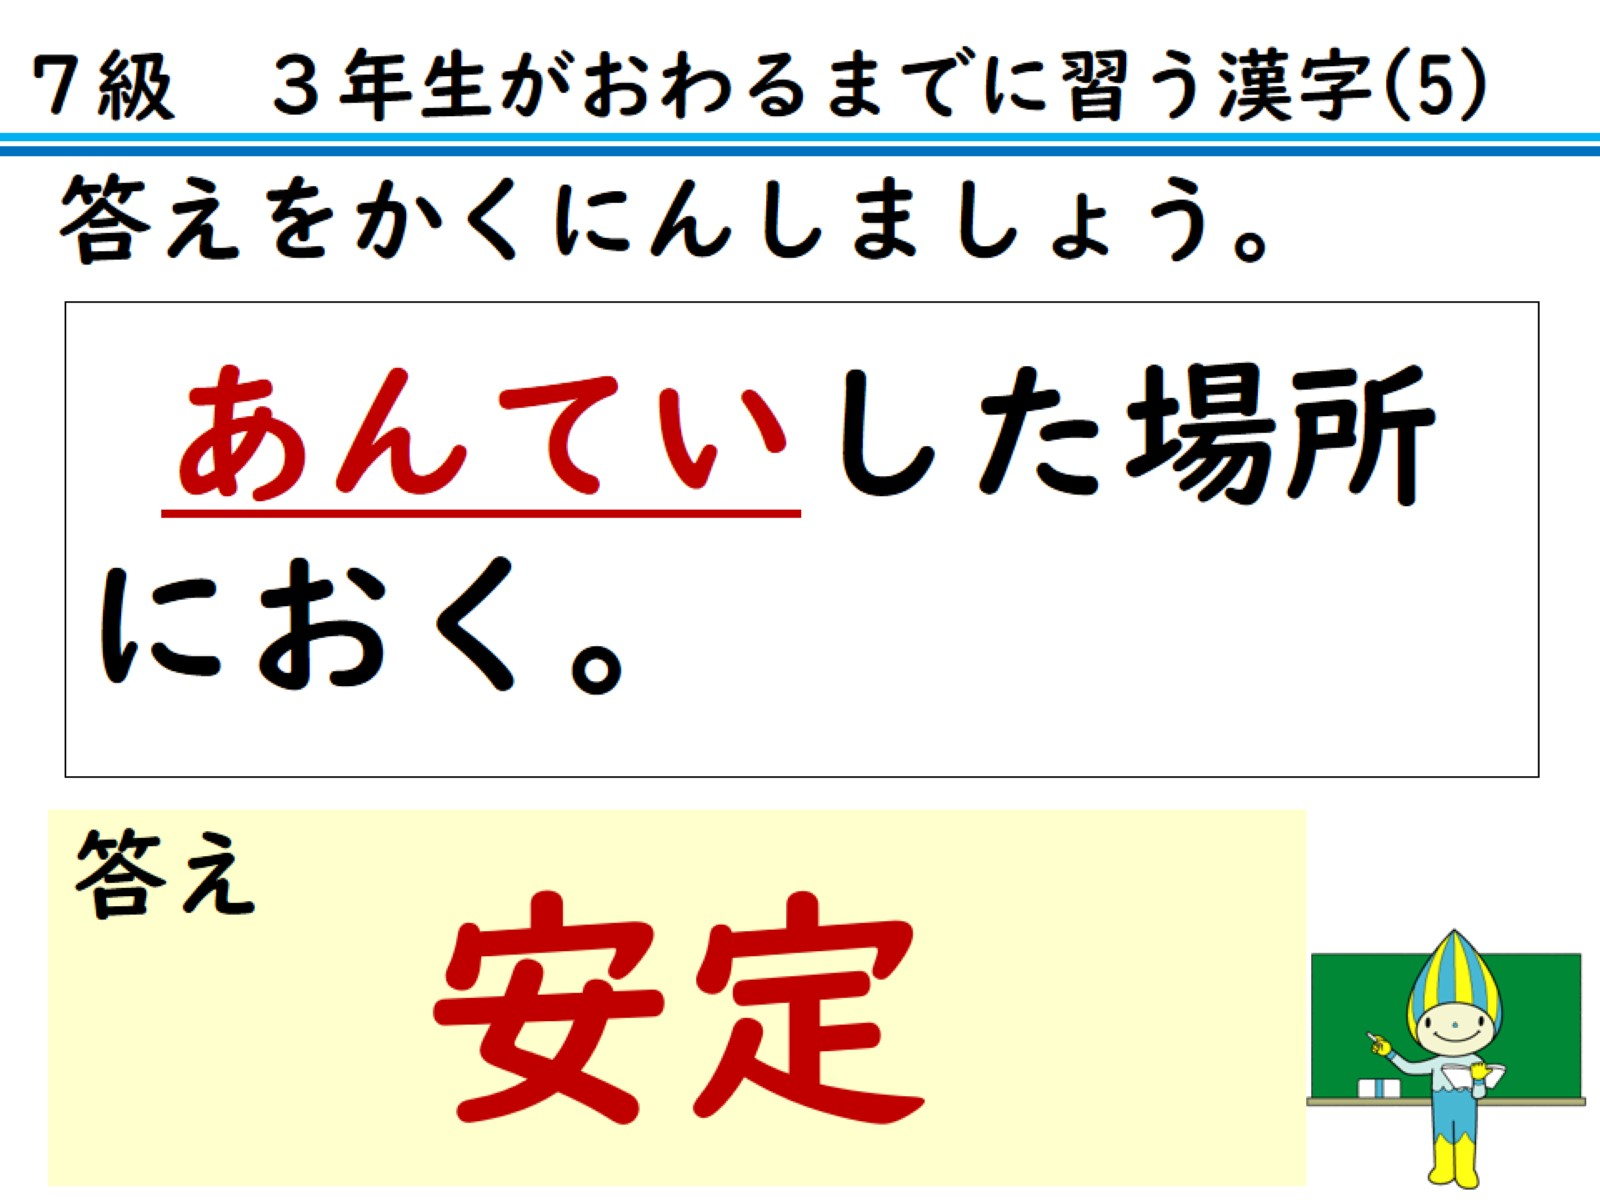 ７級　３年生がおわるまでに習う漢字(5)
答えをかくにんしましょう。
あんていした場所
におく。
答え
安定